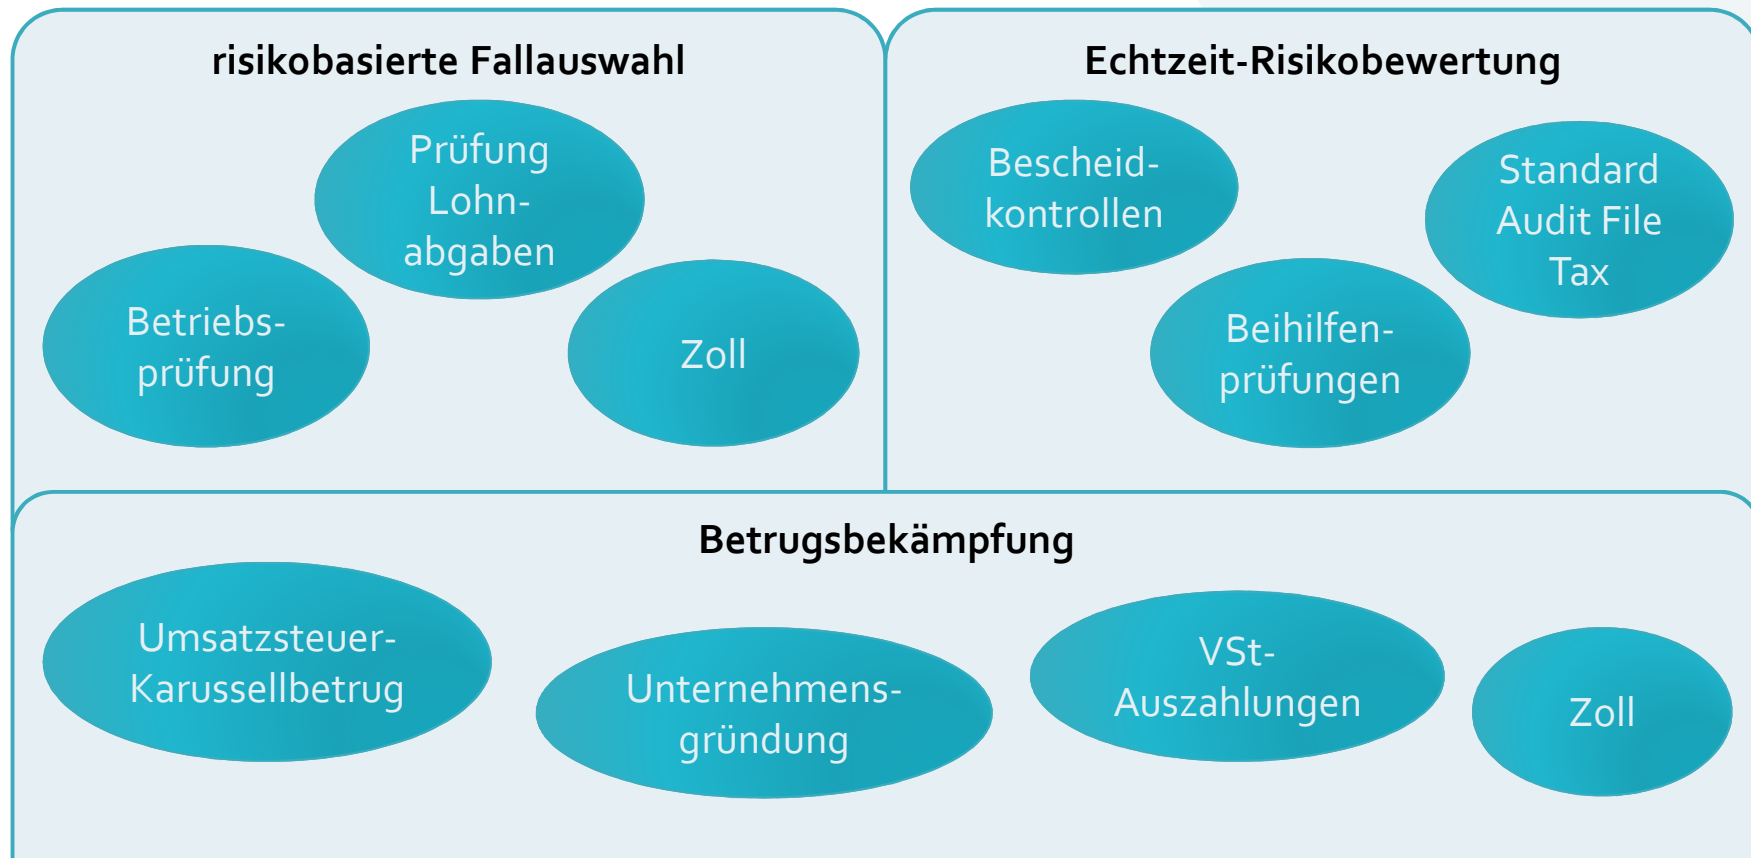 risikobasierte Fallauswahl
Prüfung
Lohn-
abgaben
Betriebs-
prüfung
Zoll
Echtzeit-Risikobewertung
Bescheid-
kontrollen
Standard
Audit File
Tax
Beihilfen-
prüfungen
Betrugsbekämpfung
Umsatzsteuer-
Karussellbetrug
Unternehmens-
gründung
VSt-
Auszahlungen
Zoll